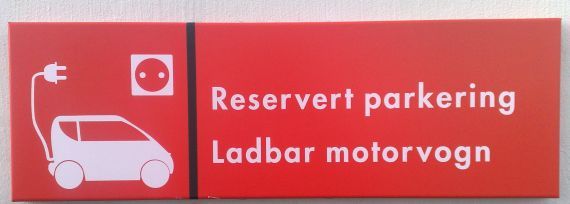 Reservert parkering
Ladbar motorvogn